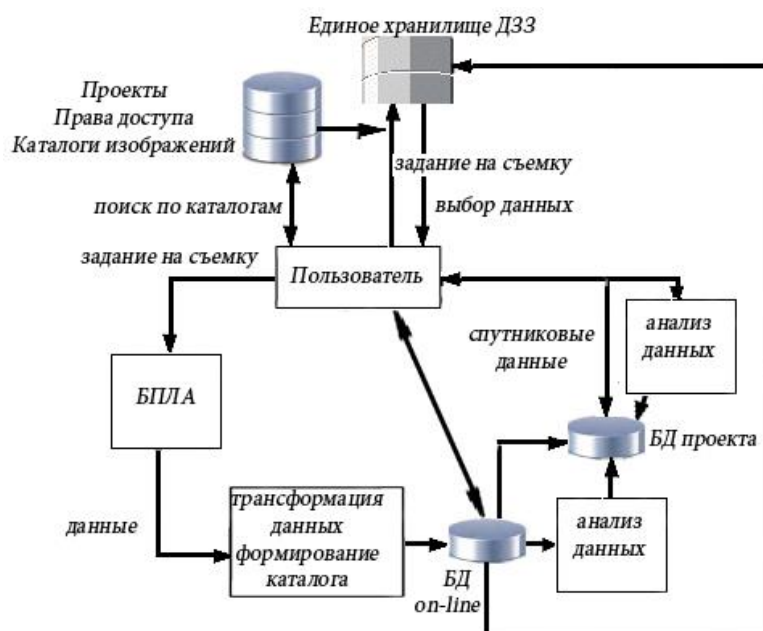 Единое хранилище ДЗЗ
Проекты
Права доступа
Каталоги изображений
задание на съемку
поиск по каталогам
выбор данных
задание на съемку
Пользователь
спутниковые
данные
анализ
данных
БПЛА
БД проекта
данные
трансформация
данных
формирование
каталога
БД
on-line
анализ
данных